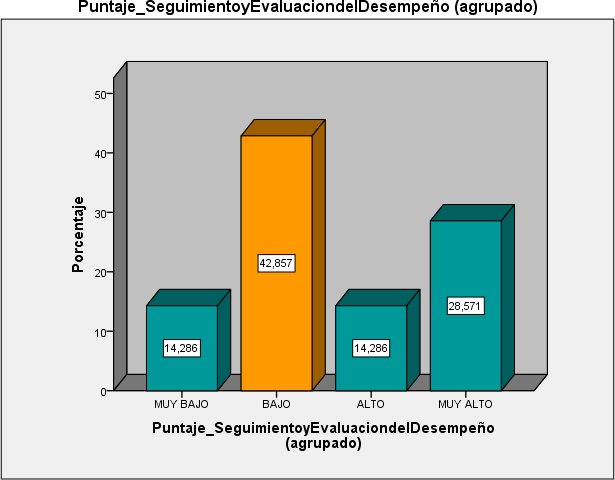 Puntaje_SeguimientoyEvaluaciondelDesempeño (agrupado)
50
40
30
20
10
0
Porcentaje
42,857
28,571
14,286
14,286
MUY BAJO
BAJO
ALTO
MUY ALTO
Puntaje_SeguimientoyEvaluaciondelDesempeño
(agrupado)